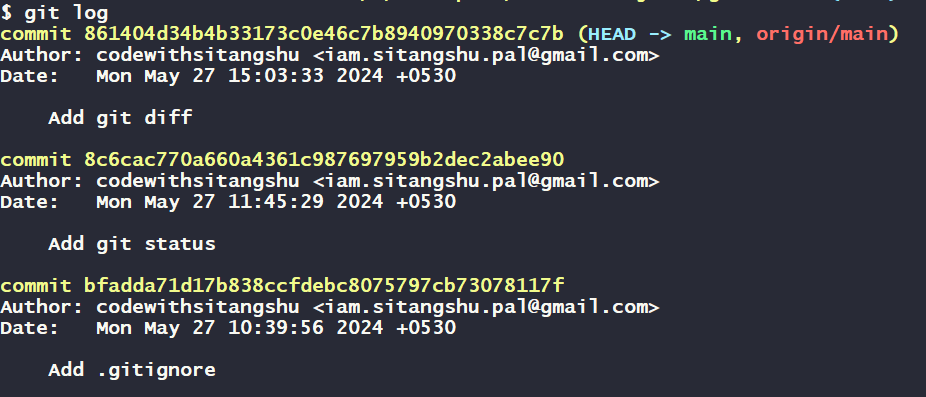 $ git log
commit 861404d34b4b33173c0e46c7b8940970338c7c7b (HEAD -> main, origin/main)
Author: codewithsitangshu <iam.sitangshu.pal@gmail.com>
Date:   Mon May 27 15:03:33 2024 +0530
    Add git diff
commit 8c6cac770a660a4361c987697959b2dec2abee90
Author: codewithsitangshu <iam.sitangshu.pal@gmail.com>
Date:   Mon May 27 11:45:29 2024 +0530
    Add git status
commit bfadda71d17b838ccfdebc8075797cb73078117f
Author: codewithsitangshu <iam.sitangshu.pal@gmail.com>
Date:   Mon May 27 10:39:56 2024 +0530
    Add .gitignore